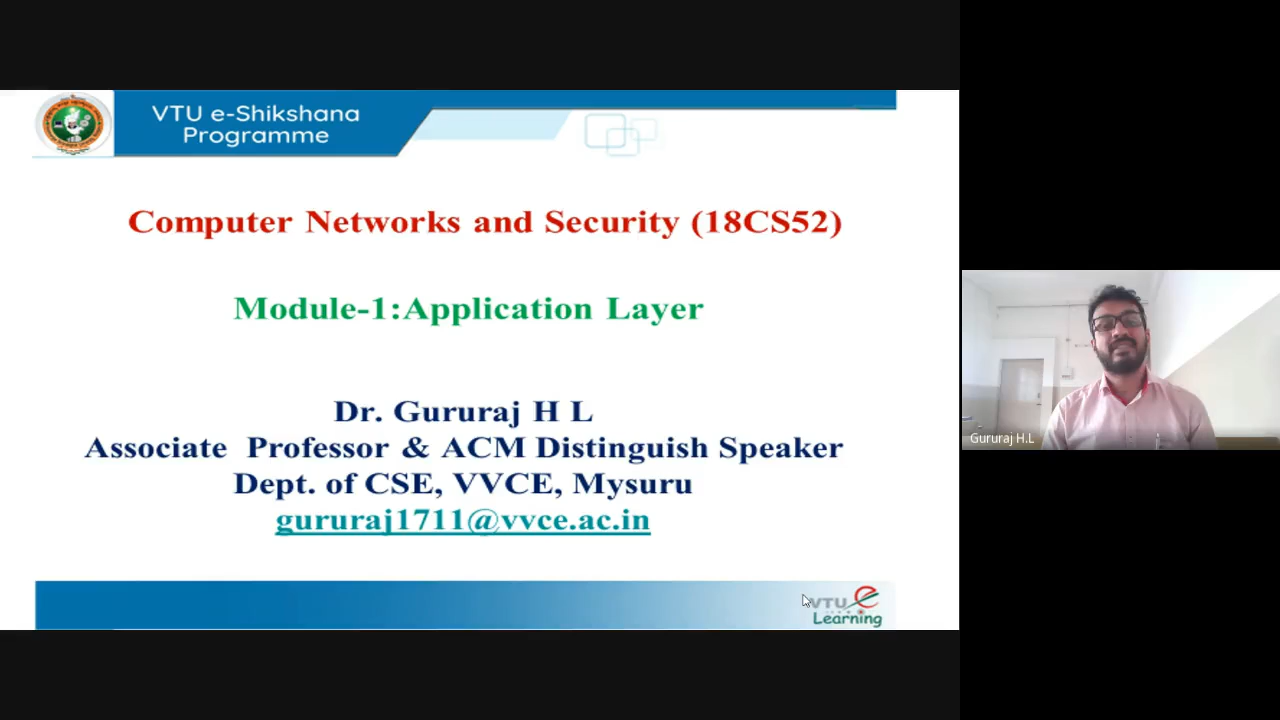 VTU e-Shikshana
Programme
Computer Networks and Security (18CS52)
Module-1:Application Layer
Dr. Gururaj H L
Associate Professor & ACM Distinguish Speaker
Dept. of CSE, VVCE, Mysuru
gururaj1711@vvce.ac.in
VTU e
Learning
Gururaj H.L